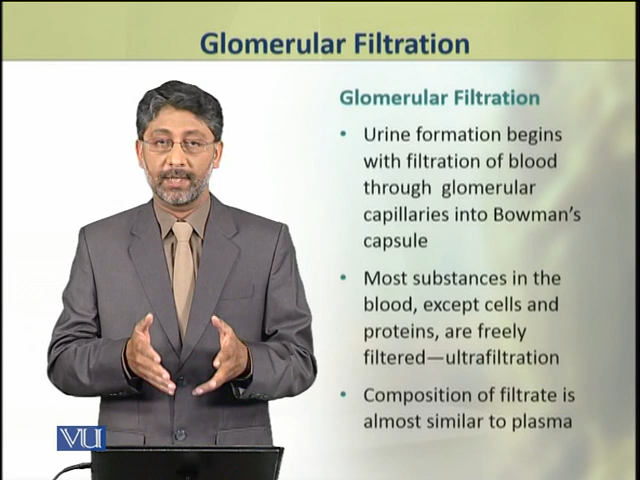 Glomerular Filtration
Glomerular Filtration
• Urine formation begins
with filtration of blood
through glomerular
capillaries into Bowman's
capsule
• Most substances in the
blood, except cells and
proteins, are freely
filtered—ultrafiltration
• Composition of filtrate is
almost similar to plasma
VU